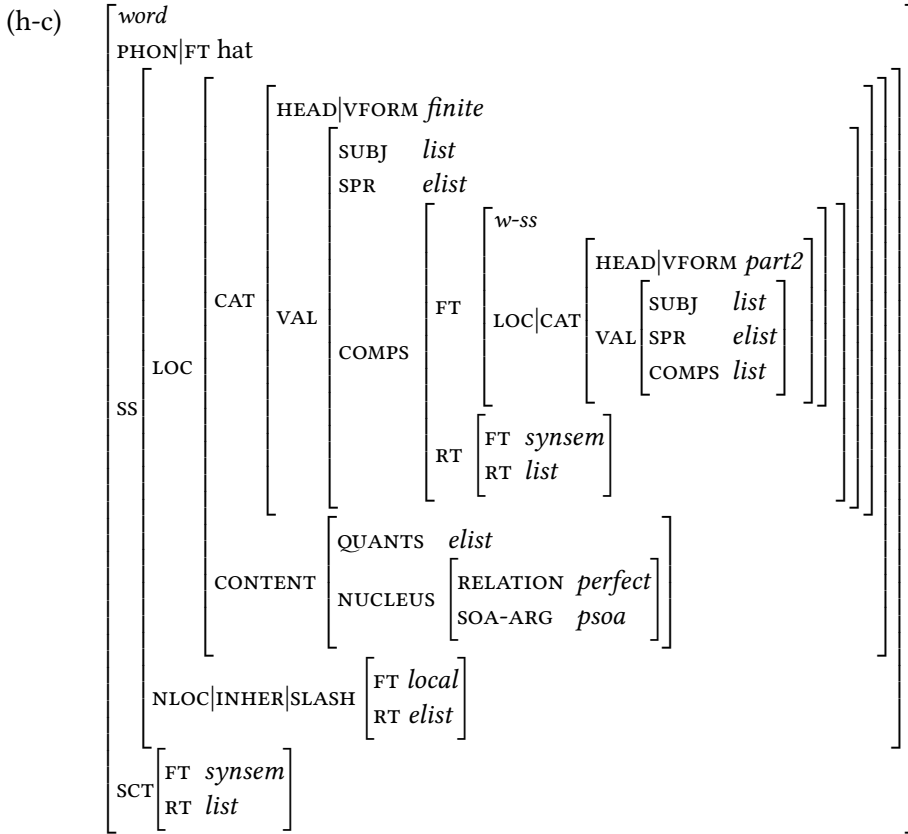 (h-c)
word
PHON|FT hat
HEAD|VFORM finite
SUBJ list
SPR elist
w-ss
HEAD|VFORM part2
SUBJ list
FT
CAT
LOC|CAT
VAL
SPR elist
VAL
COMPS
COMPS list
LOC
SS
FT synsem
RT
RT list
QUANTS elist
CONTENT
RELATION perfect
NUCLEUS
SOA-ARG psoa
FT local
NLOC|INHER|SLASH
RT elist
FT synsem
SCT
RT list